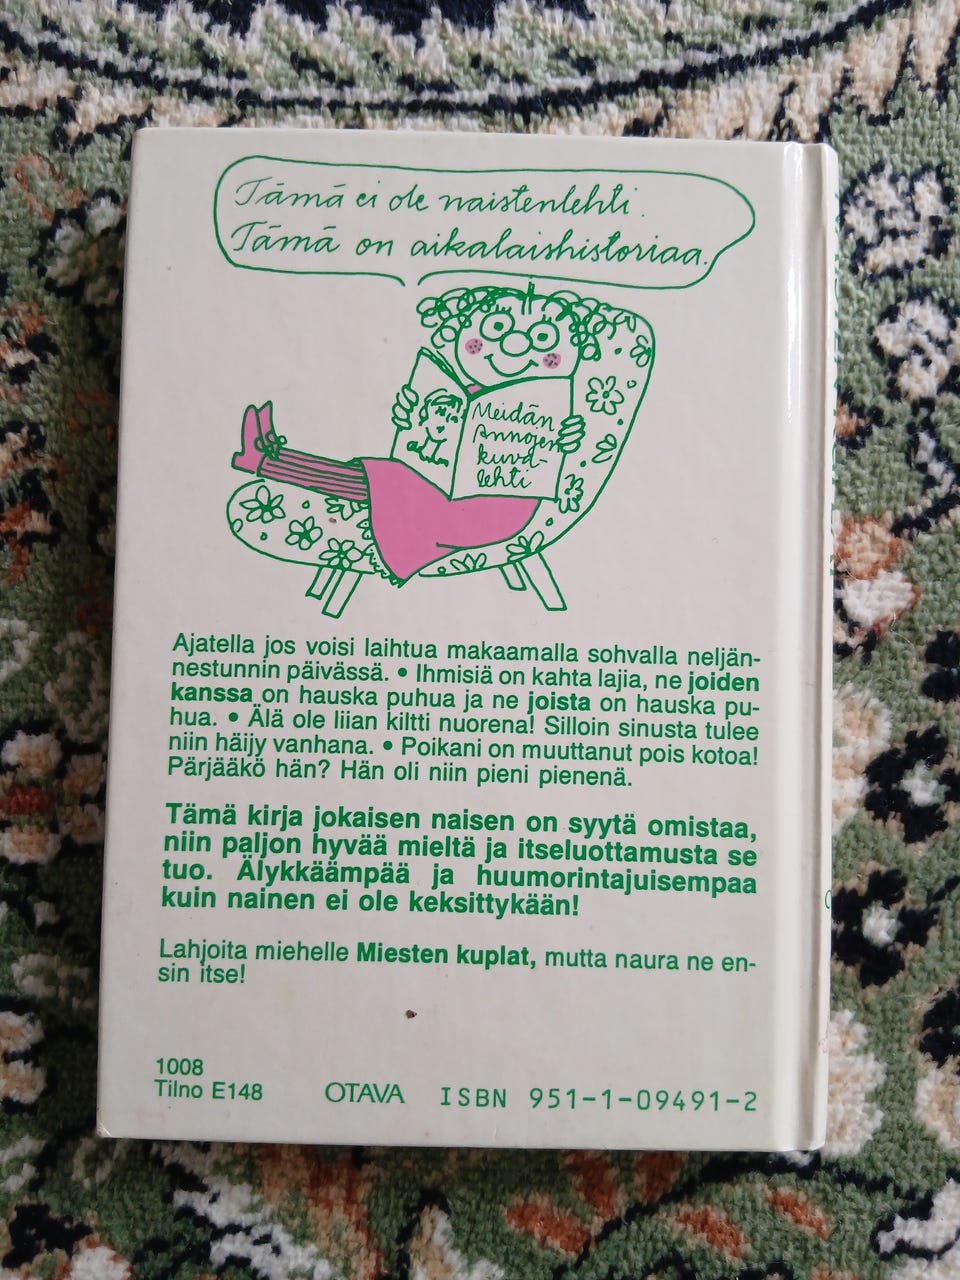 Tämä ei ole naistenlehti.
Tämä on aikalaishistoriaa.
Meidän
Annojen
kuva-
lehti
Ajatella jos voisi laihtua makaamalla sohvalla neljän-
nestunnin päivässä. • Ihmisiä on kahta lajia, ne joiden
kanssa on hauska puhua ja ne joista on hauska pu-
hua. • Älä ole liian kiltti nuorena! Silloin sinusta tulee
niin häijy vanhana. • Poikani on muuttanut pois kotoa!
Pärjääkö hän? Hän oli niin pieni pienenä.
Tämä kirja jokaisen naisen on syytä omistaa,
niin paljon hyvää mieltä ja itseluottamusta se
tuo. Älykkäämpää ja huumorintajuisempaa
kuin nainen ei ole keksittykään!
Lahjoita miehelle Miesten kuplat, mutta naura ne en-
sin itse!
1008
Tilno E148
OTAVA
ISBN 951-1-09491-2